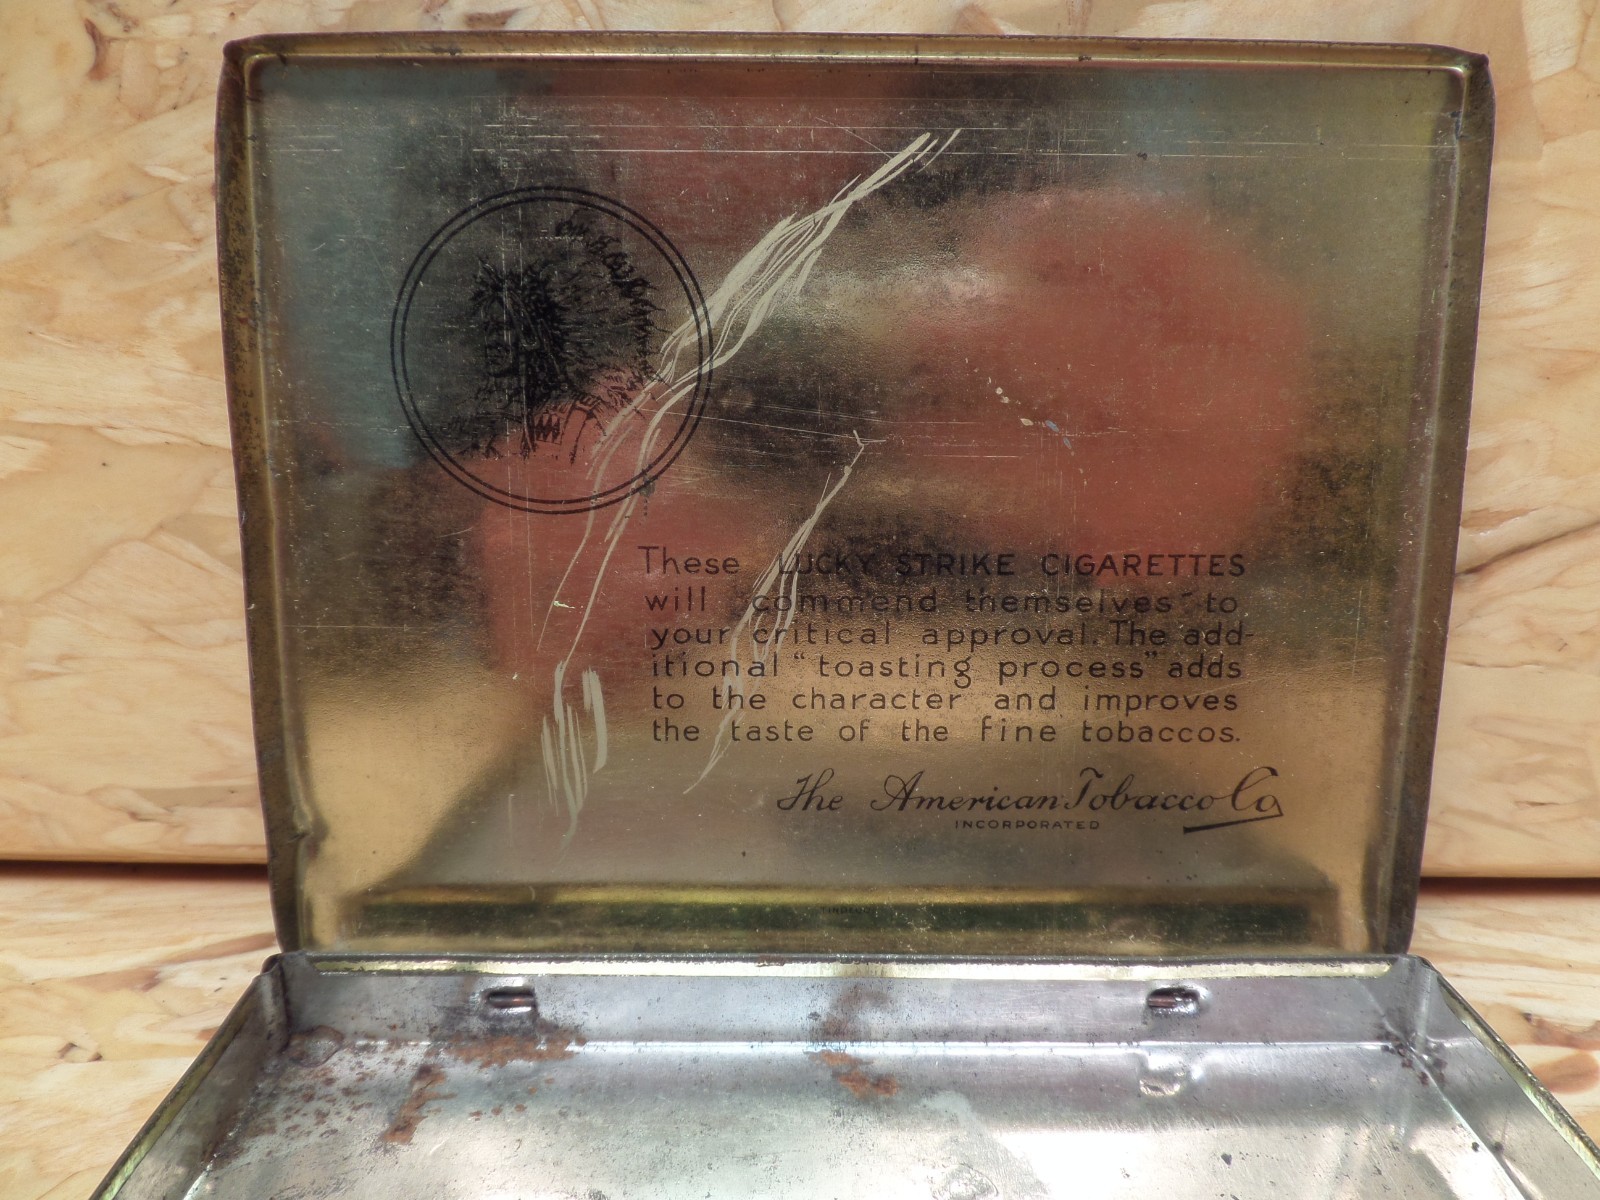 These LUCKY STRIKE CIGARETTES
will commend themselves to
your critical approval. The add-
itional "toasting process" adds
to the character and improves
the taste of the fine tobaccos.
The American Tobacco Co
INCORPORATED